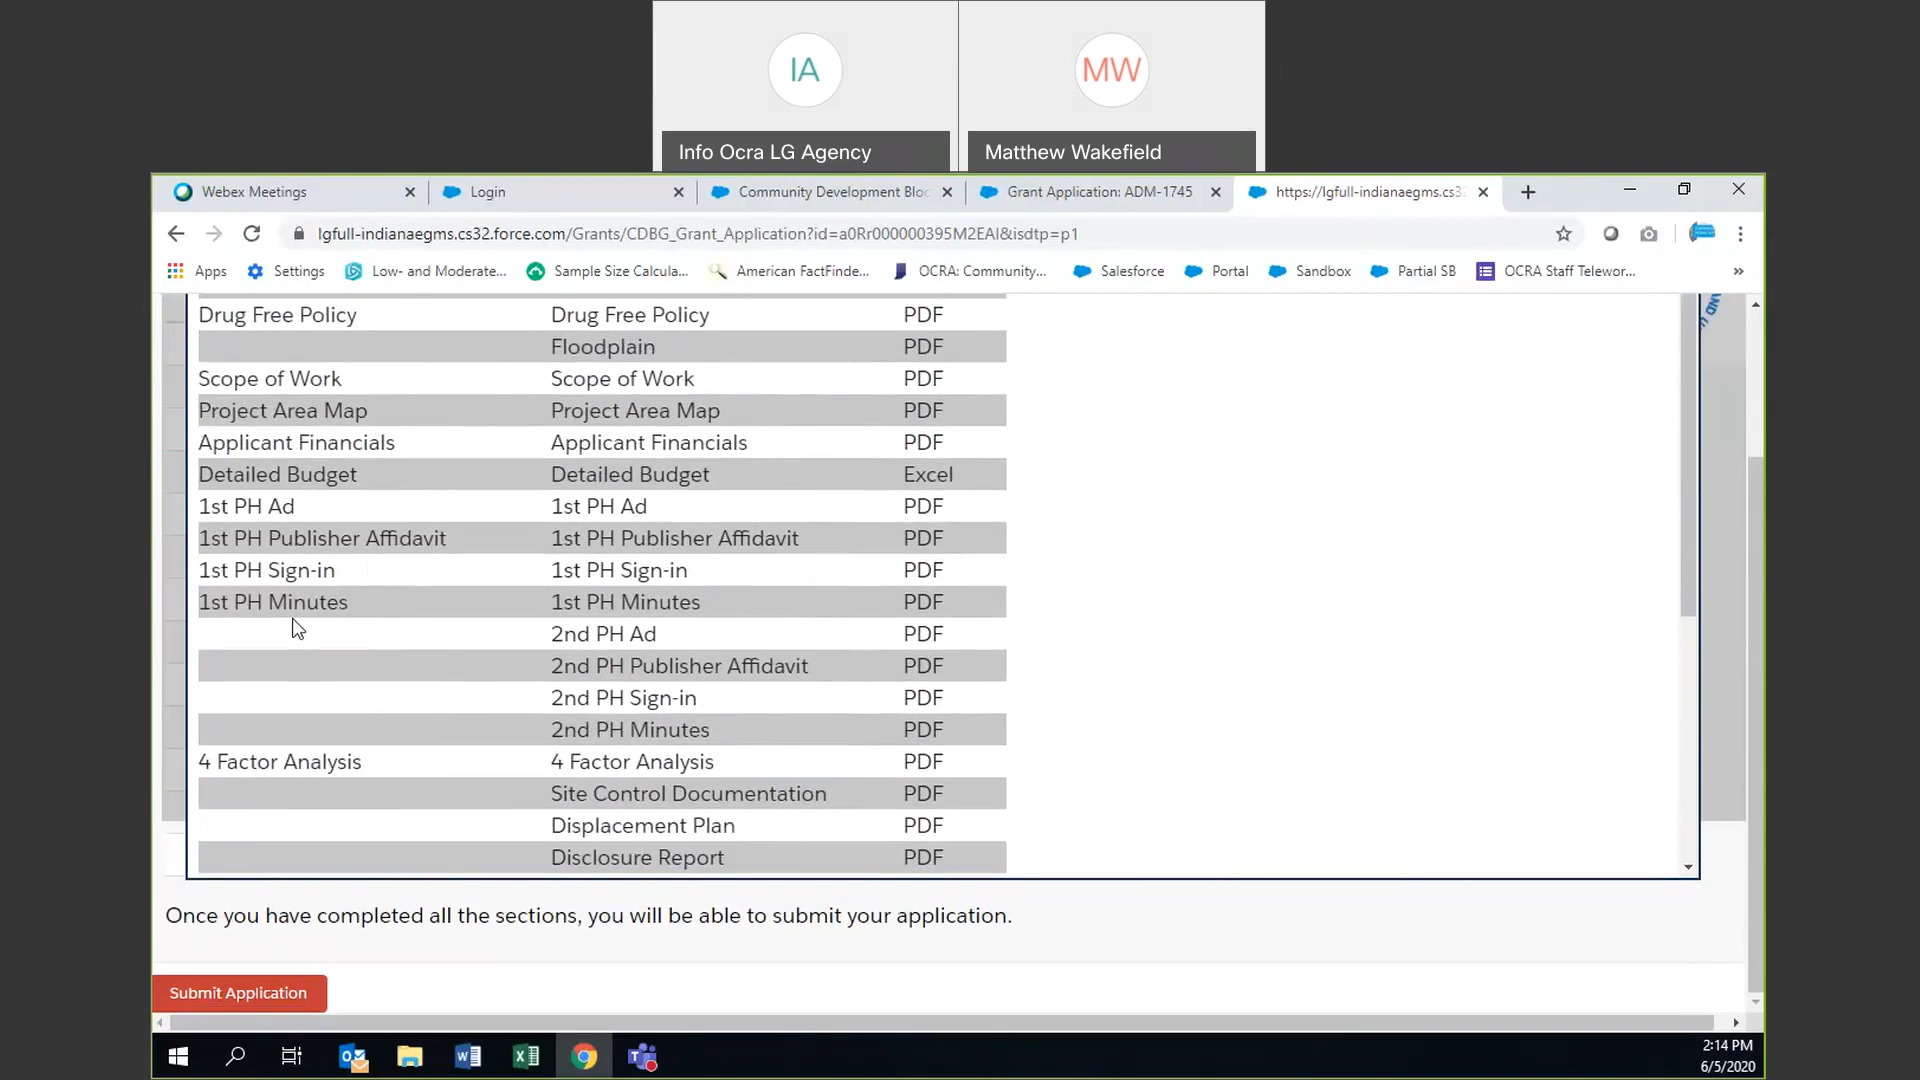 IA
MW
Info Ocra LG Agency
Matthew Wakefield
Webex Meetings
Login
Community Development Bloc
Grant Application: ADM-1745
https://lgfull-indianaegms.cs3
lgfull-indianaegms.cs32.force.com/Grants/CDBG_Grant_Application?id=a0Rr000000395M2EAI&isdtp=p1
Apps
Settings
Low- and Moderate...
Sample Size Calcula...
American FactFinde...
OCRA: Community...
Salesforce
Portal
Sandbox
Partial SB
OCRA Staff Telewor...
Drug Free Policy Drug Free Policy PDF
Floodplain PDF
Scope of Work Scope of Work PDF
Project Area Map Project Area Map PDF
Applicant Financials Applicant Financials PDF
Detailed Budget Detailed Budget Excel
1st PH Ad 1st PH Ad PDF
1st PH Publisher Affidavit 1st PH Publisher Affidavit PDF
1st PH Sign-in 1st PH Sign-in PDF
1st PH Minutes 1st PH Minutes PDF
2nd PH Ad PDF
2nd PH Publisher Affidavit PDF
2nd PH Sign-in PDF
2nd PH Minutes PDF
4 Factor Analysis 4 Factor Analysis PDF
Site Control Documentation PDF
Displacement Plan PDF
Disclosure Report PDF
Once you have completed all the sections, you will be able to submit your application.
Submit Application
2:14 PM
6/5/2020